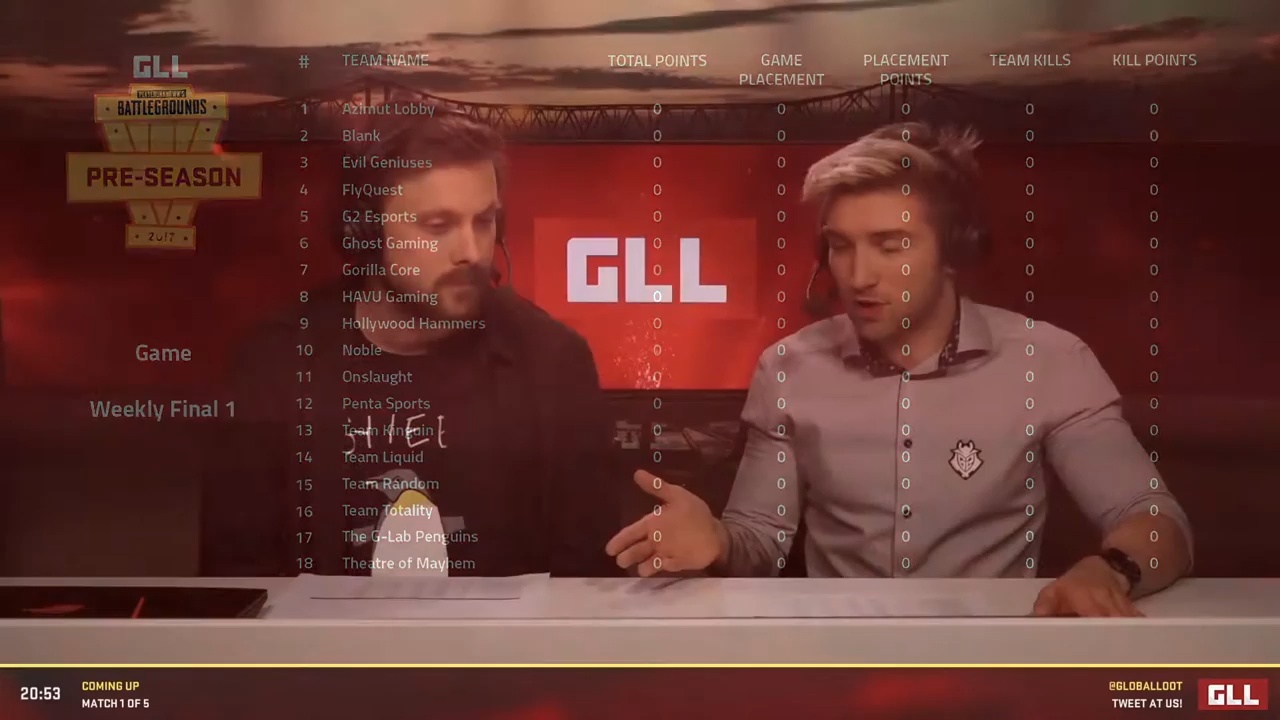 GLL
BATTLEGROUNDS
PRE-SEASON
2017
Game
Weekly Final 1
# TEAM NAME TOTAL POINTS GAME PLACEMENT PLACEMENT POINTS TEAM KILLS KILL POINTS
1 Azimut Lobby 0 0 0 0 0
2 Blank 0 0 0 0 0
3 Evil Geniuses 0 0 0 0 0
4 FlyQuest 0 0 0 0 0
5 G2 Esports 0 0 0 0 0
6 Ghost Gaming 0 0 0 0 0
7 Gorilla Core 0 0 0 0 0
8 HAVU Gaming 0 0 0 0 0
9 Hollywood Hammers 0 0 0 0 0
10 Noble 0 0 0 0 0
11 Onslaught 0 0 0 0 0
12 Penta Sports 0 0 0 0 0
13 Team Kinguin 0 0 0 0 0
14 Team Liquid 0 0 0 0 0
15 Team Random 0 0 0 0 0
16 Team Totality 0 0 0 0 0
17 The G-Lab Penguins 0 0 0 0 0
18 Theatre of Mayhem 0 0 0 0 0
GLL
20:53
COMING UP
MATCH 1 OF 5
@GLOBALLOOT
TWEET AT US!
GLL